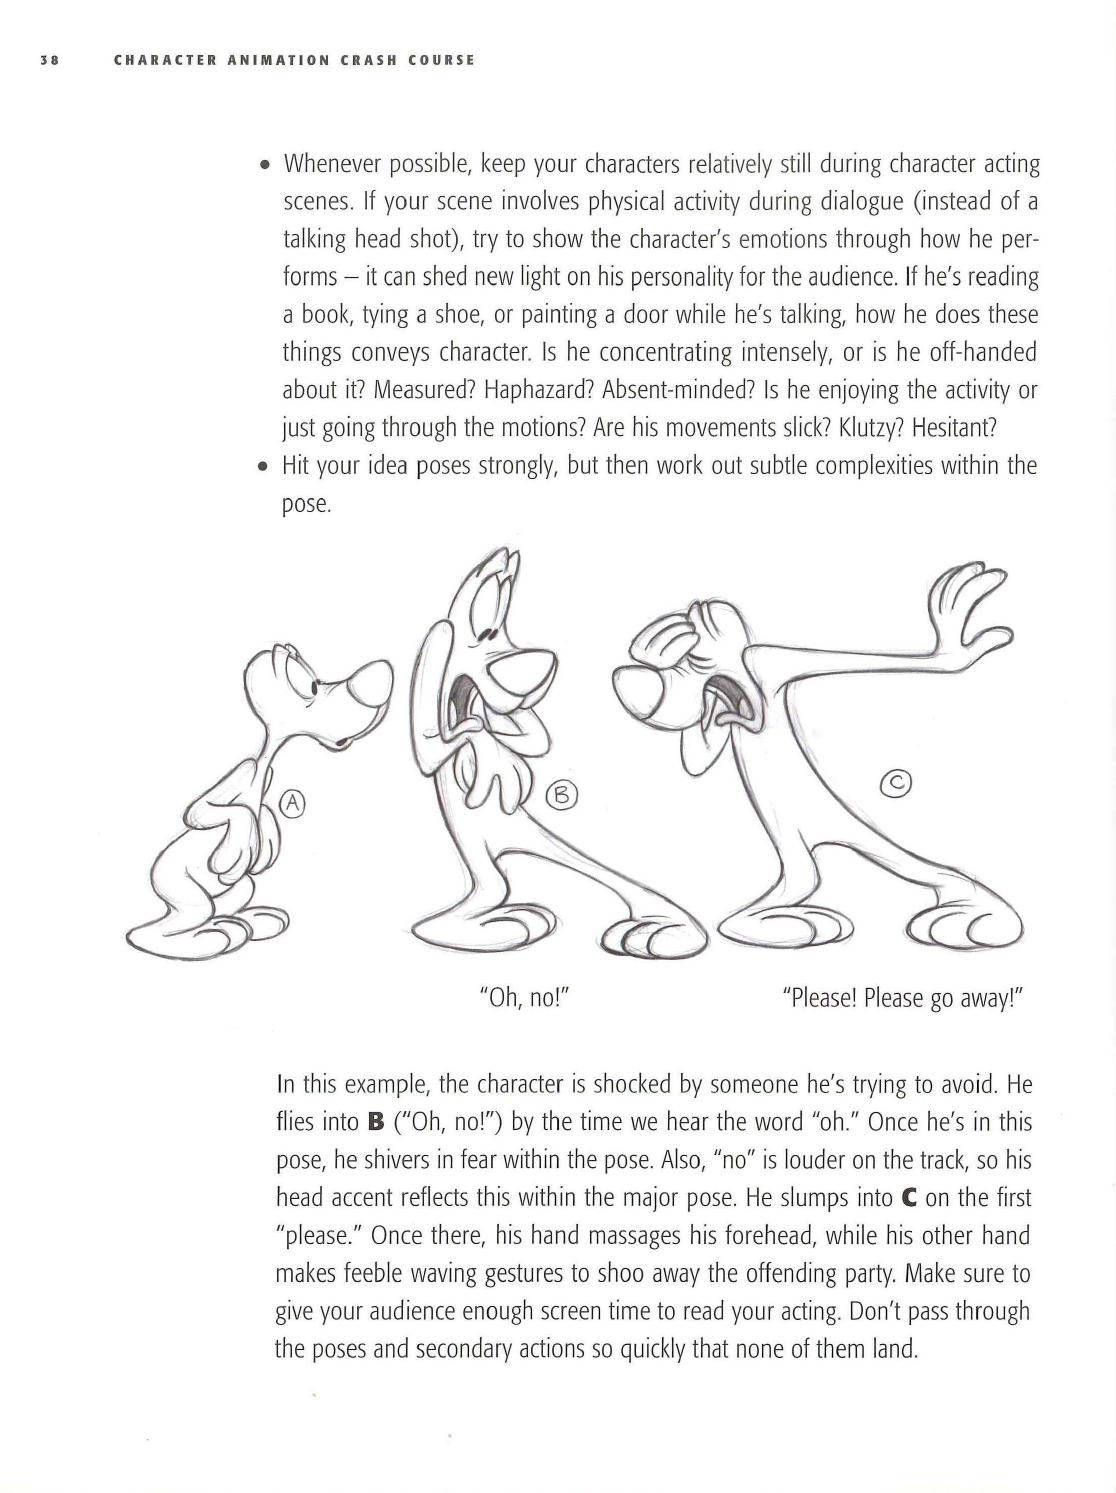 38 CHARACTER ANIMATION CRASH COURSE
• Whenever possible, keep your characters relatively still during character acting
scenes. If your scene involves physical activity during dialogue (instead of a
talking head shot), try to show the character's emotions through how he per-
forms – it can shed new light on his personality for the audience. If he's reading
a book, tying a shoe, or painting a door while he's talking, how he does these
things conveys character. Is he concentrating intensely, or is he off-handed
about it? Measured? Haphazard? Absent-minded? Is he enjoying the activity or
just going through the motions? Are his movements slick? Klutzy? Hesitant?
• Hit your idea poses strongly, but then work out subtle complexities within the
pose.
A
B
C
"Oh, no!"
"Please! Please go away!"
In this example, the character is shocked by someone he's trying to avoid. He
flies into B ("Oh, no!") by the time we hear the word "oh." Once he's in this
pose, he shivers in fear within the pose. Also, "no" is louder on the track, so his
head accent reflects this within the major pose. He slumps into C on the first
"please." Once there, his hand massages his forehead, while his other hand
makes feeble waving gestures to shoo away the offending party. Make sure to
give your audience enough screen time to read your acting. Don't pass through
the poses and secondary actions so quickly that none of them land.